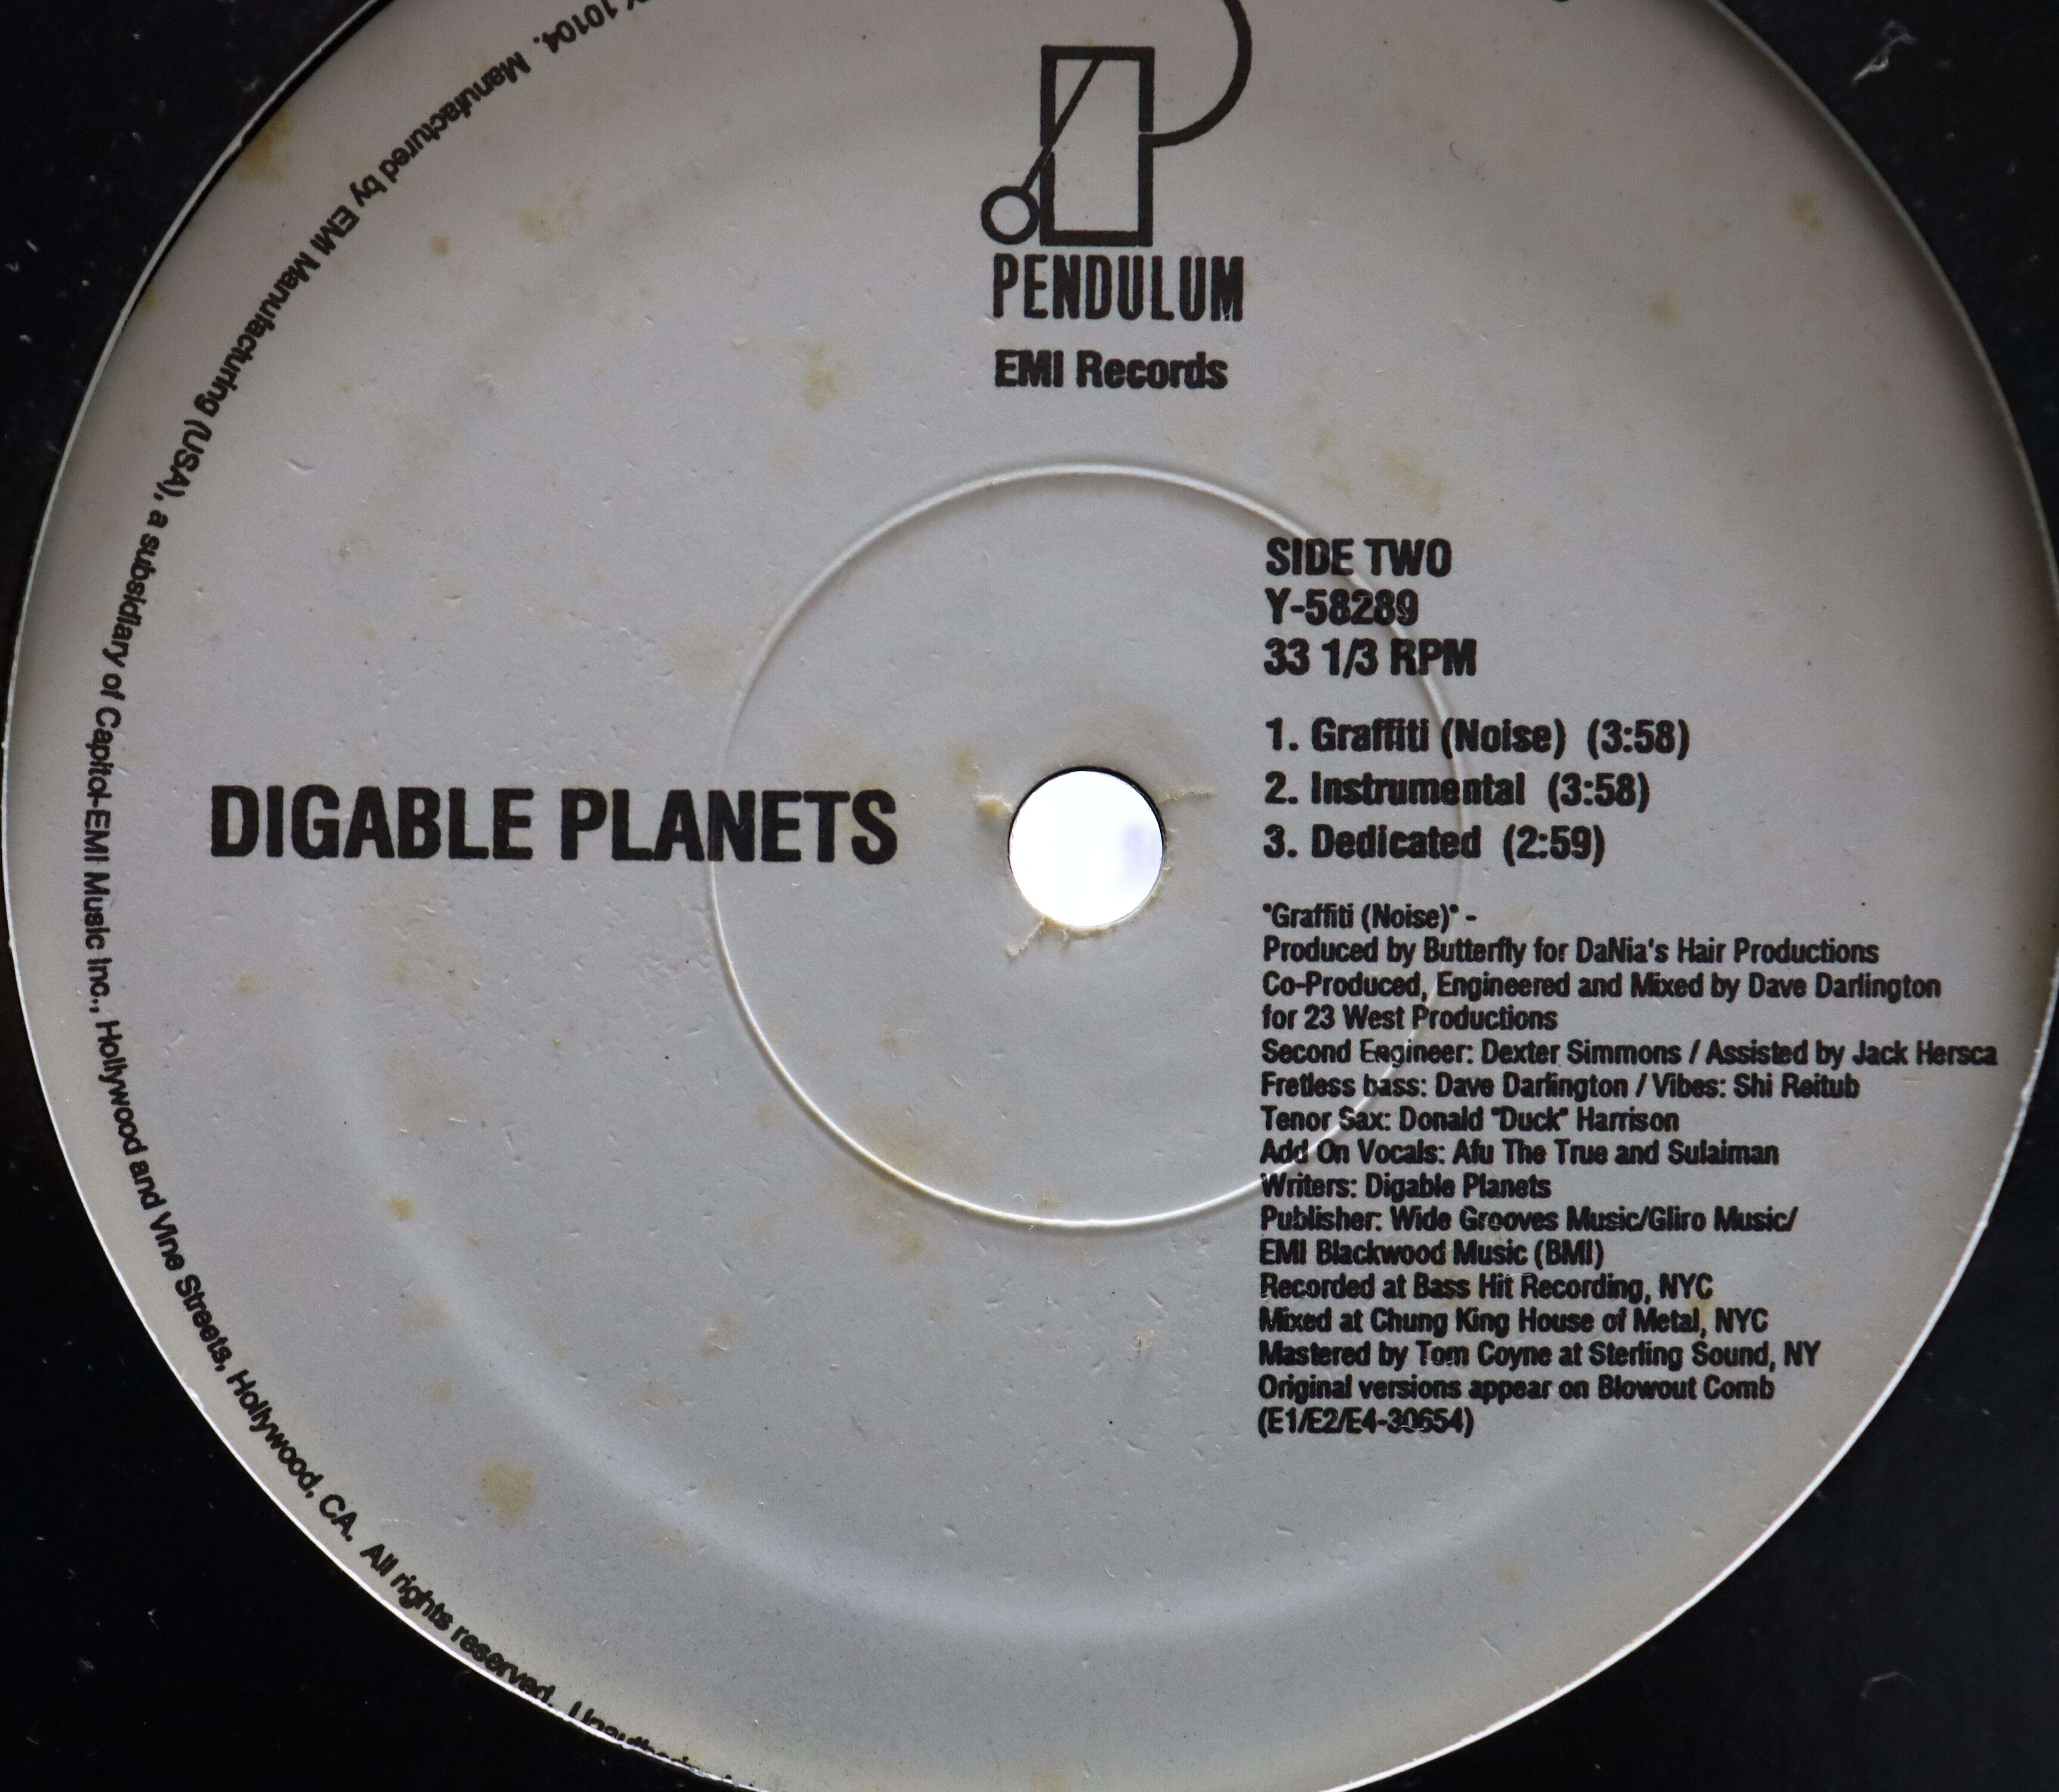 PENDULUM
EMI Records
DIGABLE PLANETS
SIDE TWO
Y-58289
33 1/3 RPM
1. Graffiti (Noise) (3:58)
2. Instrumental (3:58)
3. Dedicated (2:59)
"Graffiti (Noise)" -
Produced by Butterfly for DaNia's Hair Productions
Co-Produced, Engineered and Mixed by Dave Darlington
for 23 West Productions
Second Engineer: Dexter Simmons / Assisted by Jack Hersca
Fretless bass: Dave Darlington / Vibes: Shi Reitub
Tenor Sax: Donald "Duck" Harrison
Add On Vocals: Afu The True and Sulaiman
Writers: Digable Planets
Publisher: Wide Grooves Music/Gliro Music/
EMI Blackwood Music (BMI)
Recorded at Bass Hit Recording, NYC
Mixed at Chung King House of Metal, NYC
Mastered by Tom Coyne at Sterling Sound, NY
Original versions appear on Blowout Comb
(E1/E2/E4-30654)
10104. Manufactured by EMI Manufacturing (USA), a subsidiary of Capitol-EMI Music Inc., Hollywood and Vine Streets, Hollywood, CA. All rights reserved.